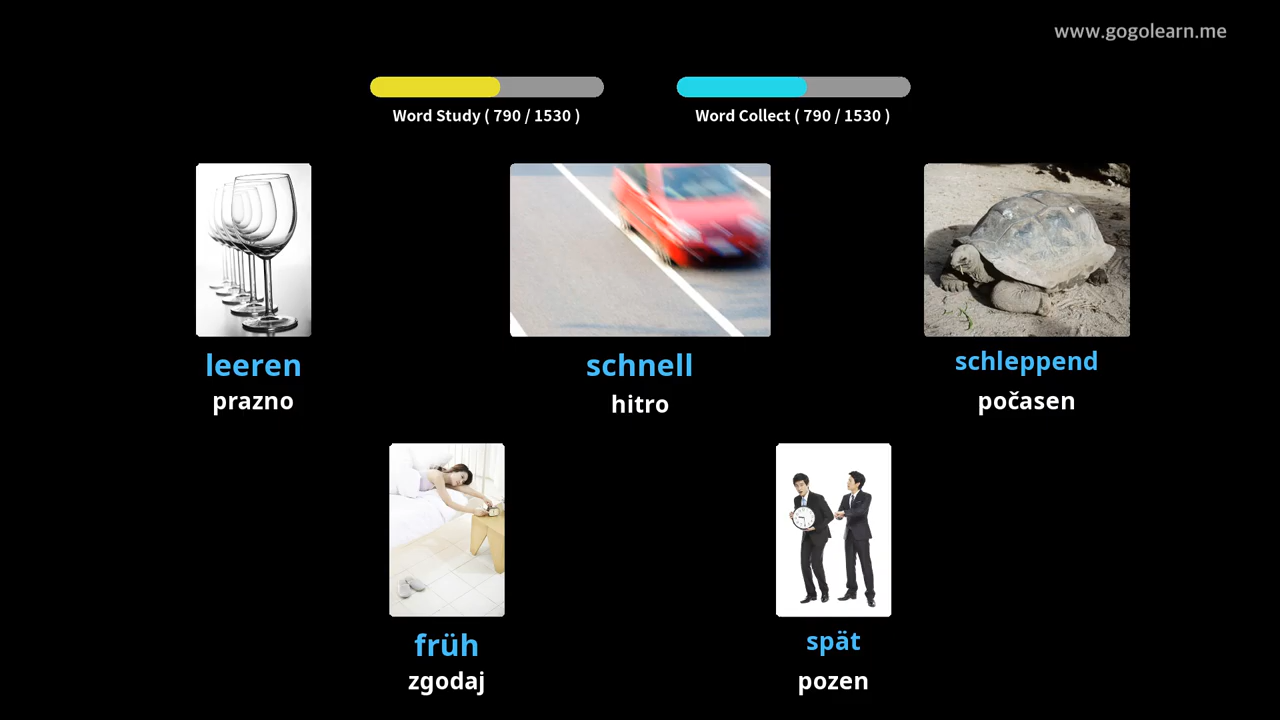 www.gogolearn.me
Word Study ( 790 / 1530 )
Word Collect ( 790 / 1530 )
leeren
prazno
schnell
hitro
schleppend
počasen
früh
zgodaj
spät
pozen